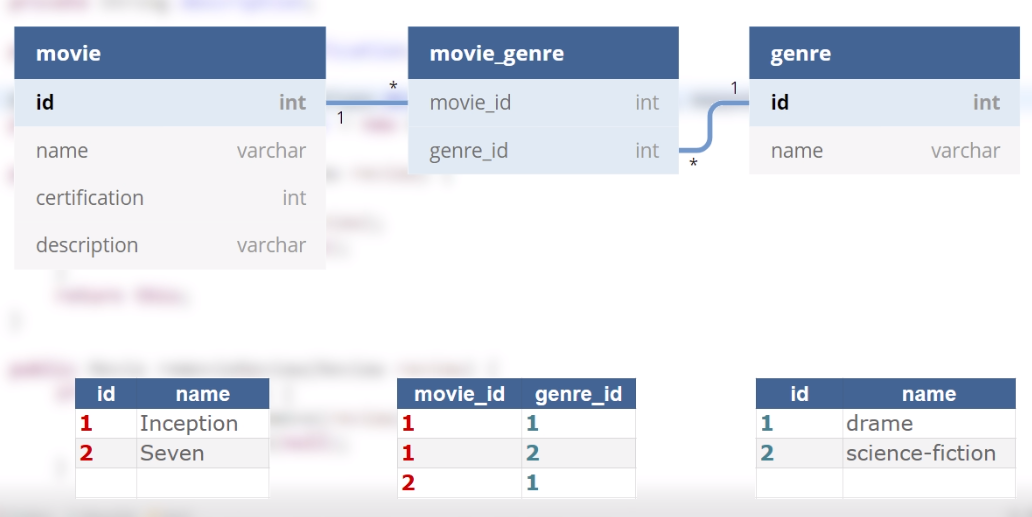 movie
id int
name varchar
certification int
description varchar
1
*
movie_genre
movie_id int
genre_id int
*
1
genre
id int
name varchar
return this;
id name
1 Inception
2 Seven
movie_id genre_id
1 1
1 2
2 1
id name
1 drame
2 science-fiction